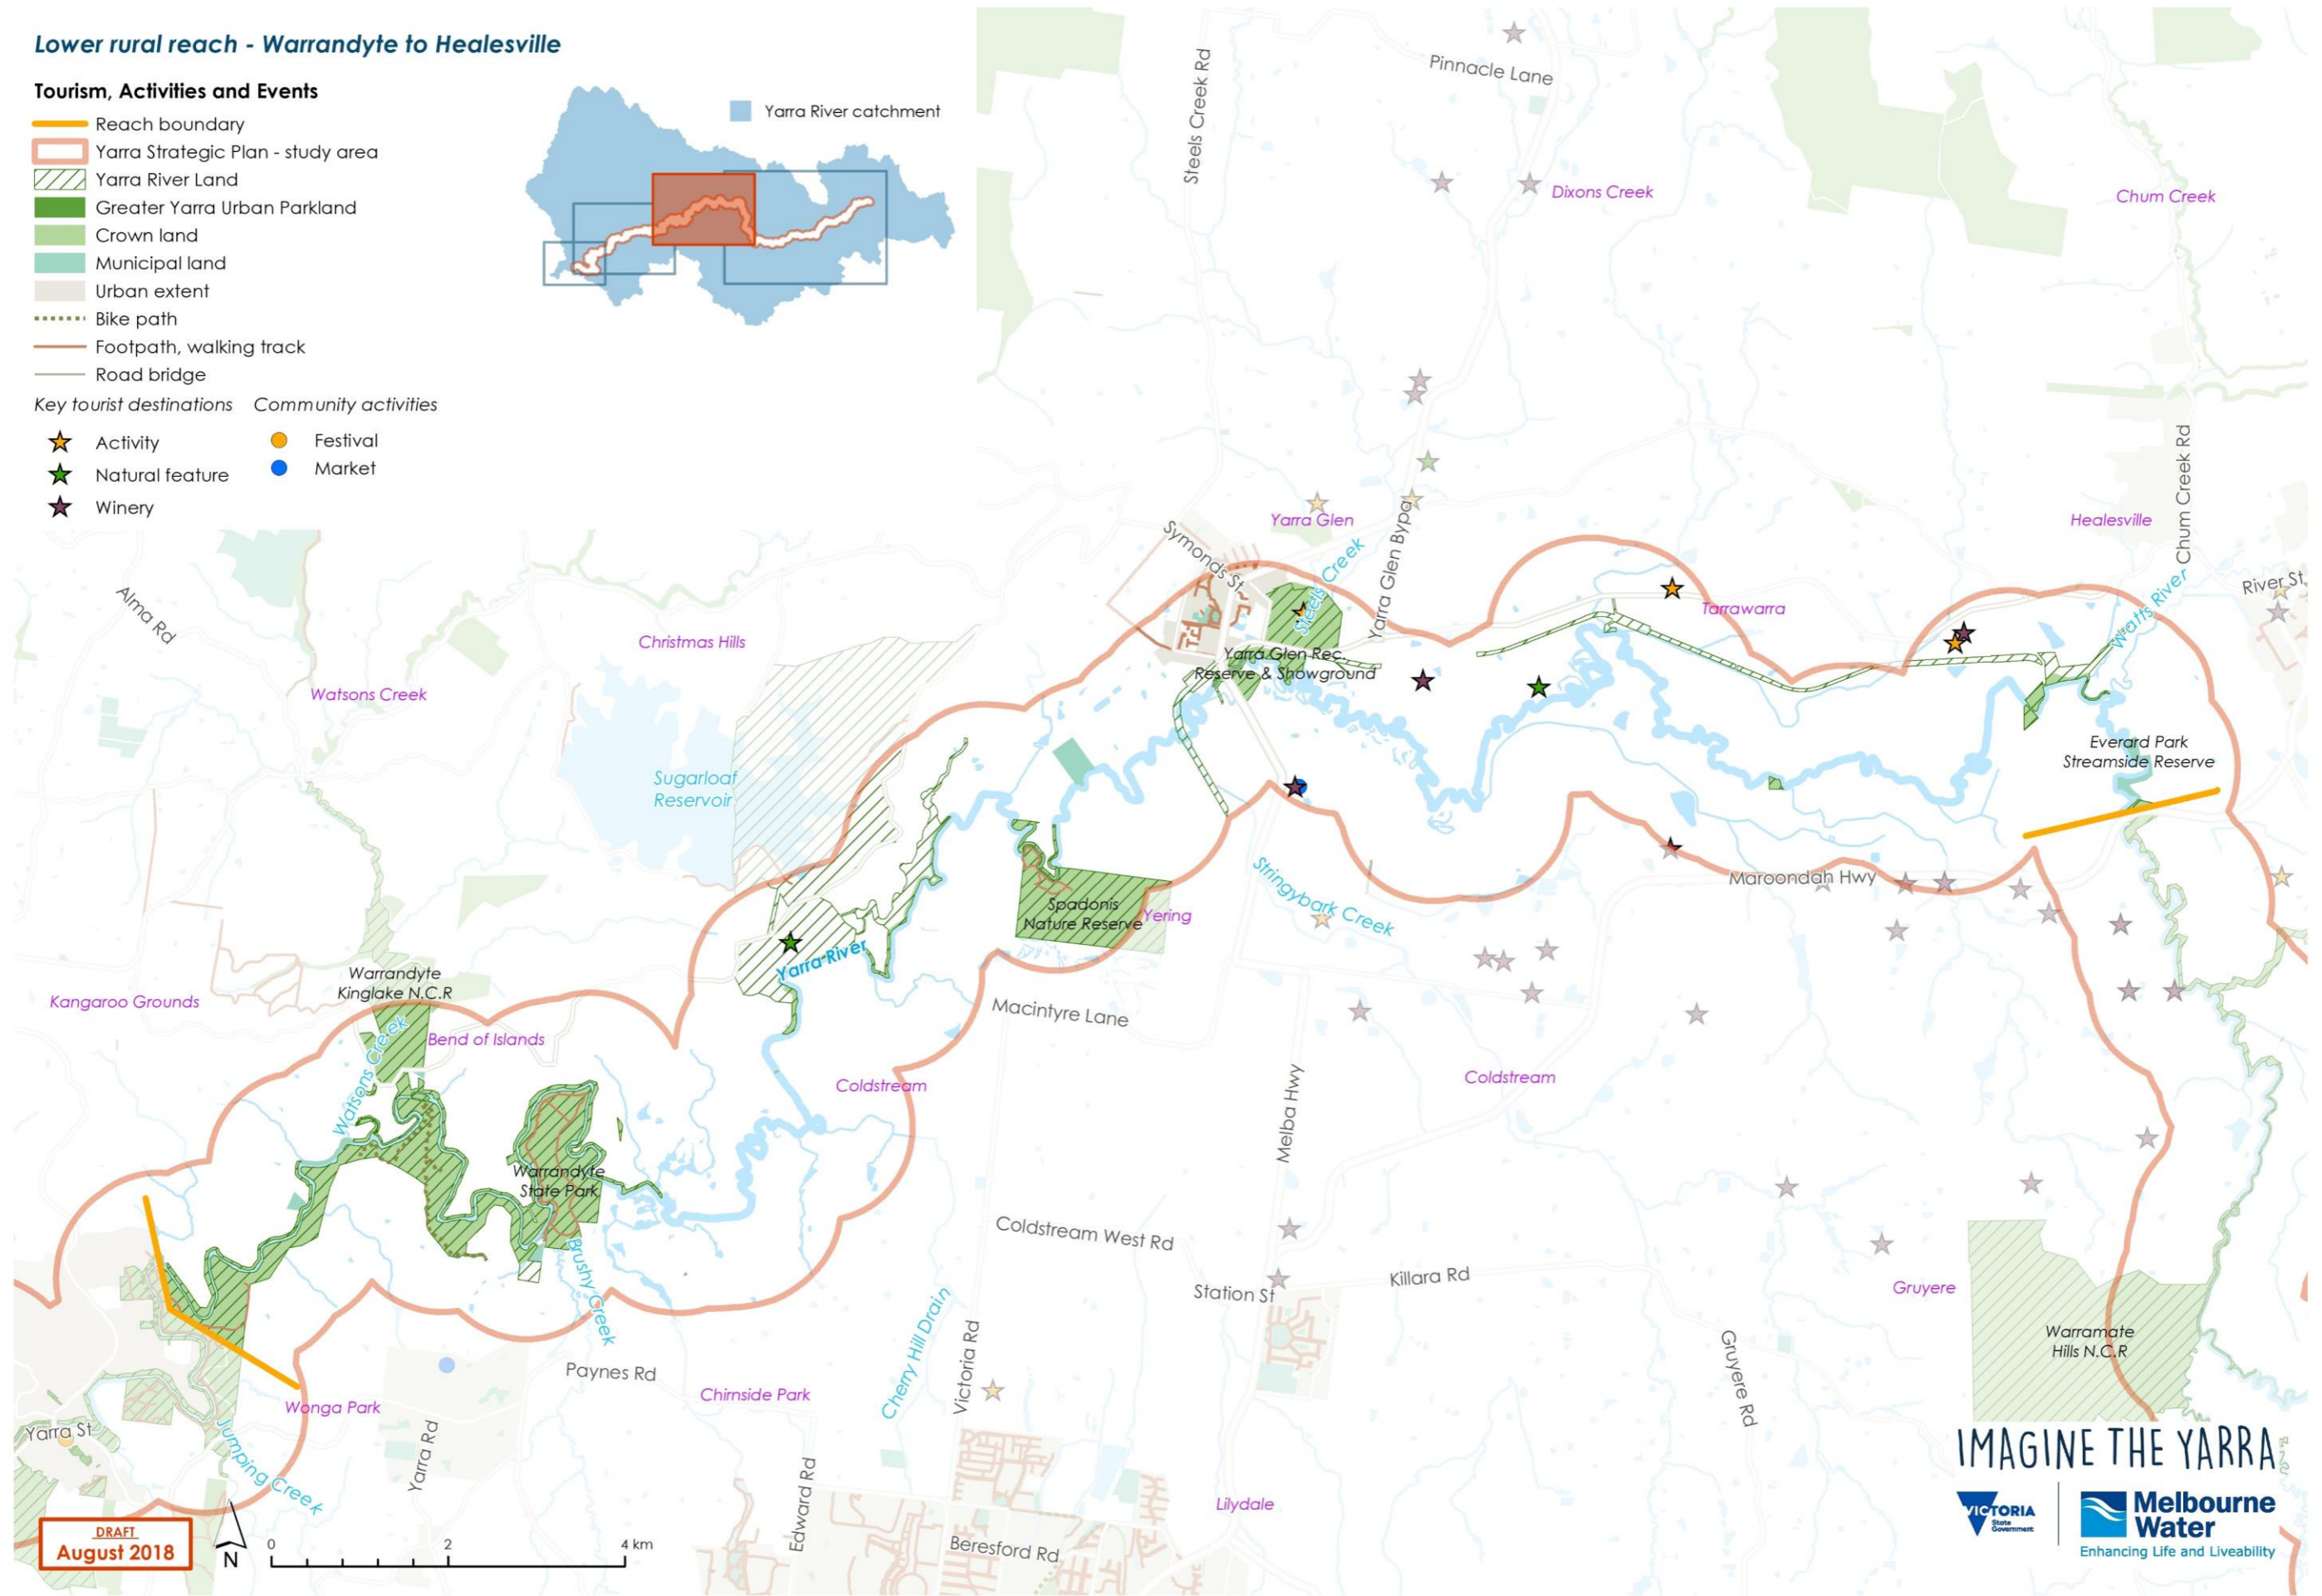 Lower rural reach - Warrandyte to Healesville
Tourism, Activities and Events
Reach boundary
Yarra Strategic Plan - study area
Yarra River Land
Greater Yarra Urban Parkland
Crown land
Municipal land
Urban extent
Bike path
Footpath, walking track
Road bridge
Key tourist destinations
Community activities
Activity
Natural feature
Winery
Festival
Market
Yarra River catchment
Pinnacle Lane
Steels Creek Rd
Dixons Creek
Chum Creek
Chum Creek Rd
Yarra Glen
Healesville
Symonds St
Steels Creek
Yarra Glen Bypa
Alma Rd
River St
Watts River
Tarrawarra
Christmas Hills
Yarra Glen Rec.
Reserve & Showground
Watsons Creek
Everard Park
Streamside Reserve
Sugarloaf
Reservoir
Maroondah Hwy
Stringybark Creek
Spadonis
Nature Reserve
Yering
Yarra River
Warrandyte
Kinglake N.C.R
Kangaroo Grounds
Macintyre Lane
Watsons Creek
Bend of Islands
Coldstream
Coldstream
Melba Hwy
Warrandyte
State Park
Coldstream West Rd
Brushy Creek
Station St
Killara Rd
Gruyere
Cherry Hill Drain
Victoria Rd
Warramate
Hills N.C.R
Gruyere Rd
Paynes Rd
Chirnside Park
Wonga Park
Yarra St
Yarra Rd
Jumping Creek
Edward Rd
Lilydale
Beresford Rd
DRAFT
August 2018
N
0 2 4 km
IMAGINE THE YARRA
VICTORIA
State
Government
Melbourne
Water
Enhancing Life and Liveability